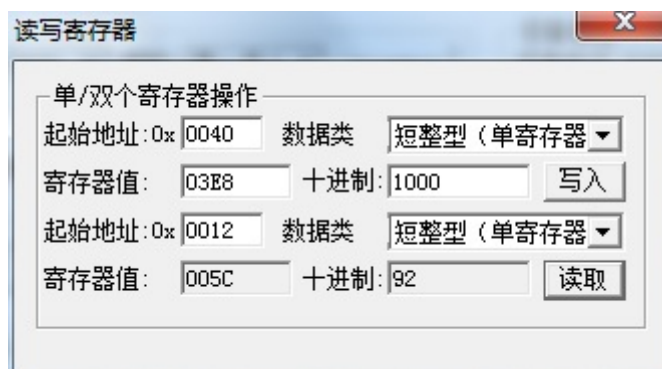 读写寄存器
单/双个寄存器操作
起始地址:0x 0040 数据类 短整型（单寄存器
寄存器值: 03E8 十进制: 1000 写入
起始地址:0x 0012 数据类 短整型（单寄存器
寄存器值: 005C 十进制: 92 读取